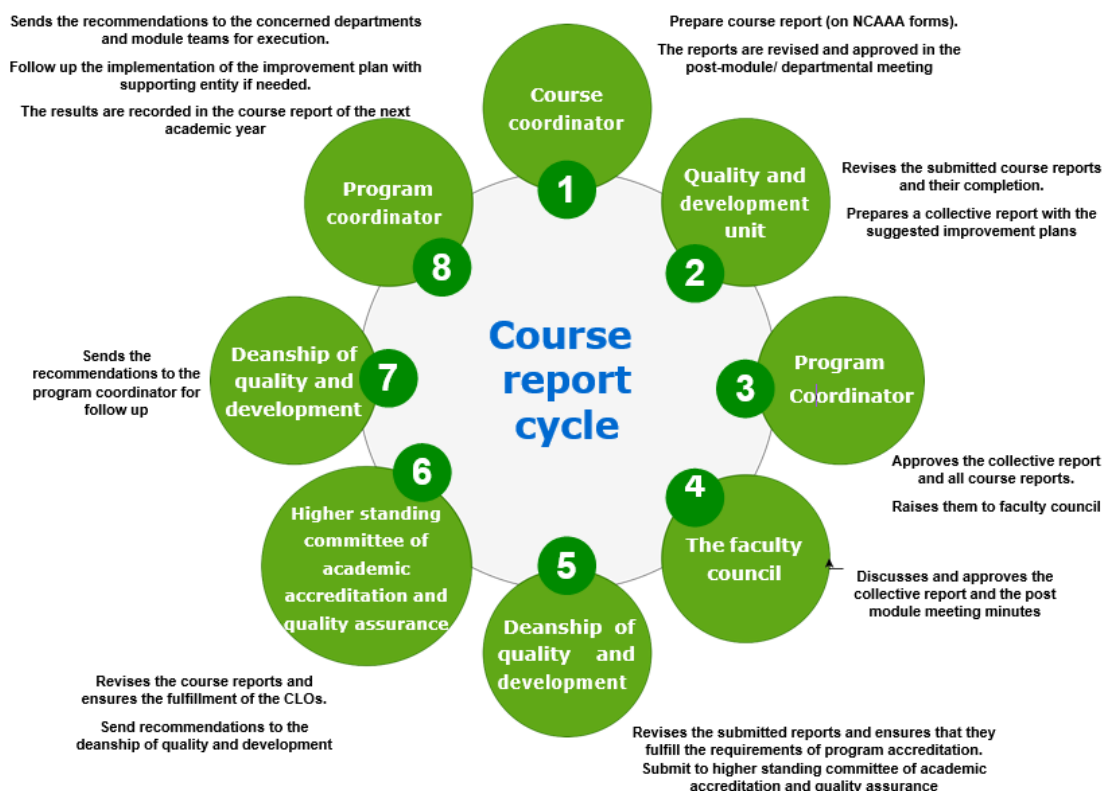 Sends the recommendations to the concerned departments
and module teams for execution.
Follow up the implementation of the improvement plan with
supporting entity if needed.
The results are recorded in the course report of the next
academic year
Prepare course report (on NCAAA forms).
The reports are revised and approved in the
post-module/ departmental meeting
Course
coordinator
1
Quality and
development
unit
2
Revises the submitted course reports
and their completion.
Prepares a collective report with the
suggested improvement plans
Program
Coordinator
3
Approves the collective report
and all course reports.
Raises them to faculty council
4
The faculty
council
Discusses and approves the
collective report and the post
module meeting minutes
5
Deanship of
quality and
development
Revises the submitted reports and ensures that they
fulfill the requirements of program accreditation.
Submit to higher standing committee of academic
accreditation and quality assurance
6
Higher standing
committee of
academic
accreditation and
quality assurance
Revises the course reports and
ensures the fulfillment of the CLOs.
Send recommendations to the
deanship of quality and development
Deanship of
quality and
development
7
Sends the
recommendations to the
program coordinator for
follow up
Program
coordinator
8
Course
report
cycle